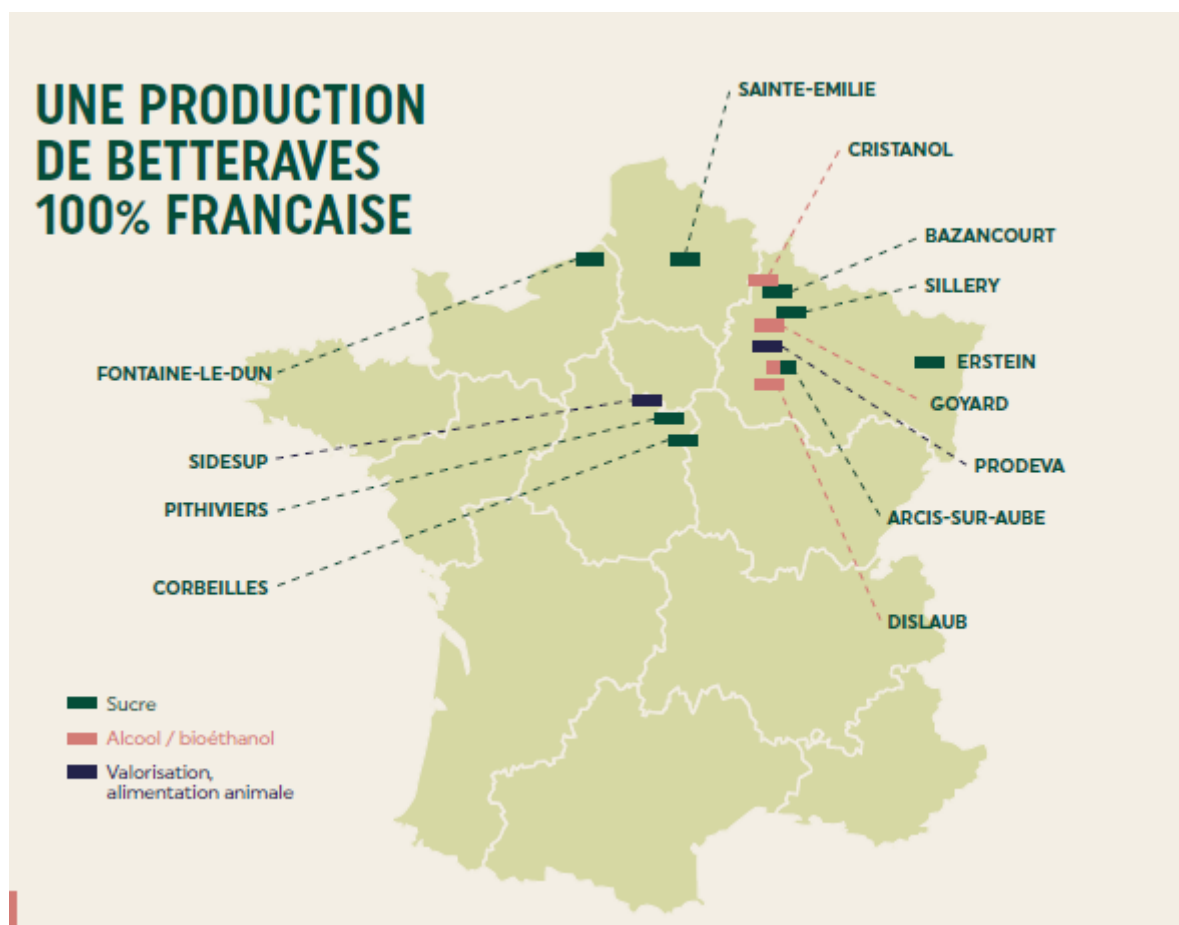 UNE PRODUCTION
DE BETTERAVES
100% FRANCAISE
SAINTE-EMILIE
CRISTANOL
BAZANCOURT
SILLERY
ERSTEIN
GOYARD
PRODEVA
ARCIS-SUR-AUBE
DISLAUB
FONTAINE-LE-DUN
SIDESUP
PITHIVIERS
CORBEILLES
Sucre
Alcool / bioéthanol
Valorisation,
alimentation animale